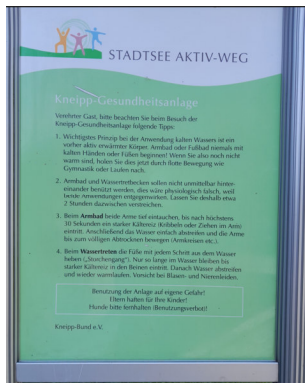 STADTSEE AKTIV-WEG
Kneipp-Gesundheitsanlage
Verehrter Gast, bitte beachten Sie beim Besuch der
Kneipp-Gesundheitsanlage folgende Tipps:
1. Wichtigstes Prinzip bei der Anwendung kalten Wassers ist ein
vorher aktiv erwärmter Körper. Armbad oder Fußbad niemals mit
kalten Händen oder Füßen beginnen! Wenn Sie also noch nicht
warm sind, holen Sie dies jetzt durch flotte Bewegung wie
Gymnastik oder Laufen nach.
2. Armbad und Wassertretbecken sollen nicht unmittelbar hinter-
einander benützt werden, dies wäre physiologisch falsch, weil
beide Anwendungen entgegenwirken. Lassen Sie deshalb etwa
2 Stunden dazwischen verstreichen.
3. Beim Armbad beide Arme tief eintauchen, bis nach höchstens
30 Sekunden ein starker Kältereiz (Kribbeln oder Ziehen im Arm)
eintritt. Anschließend das Wasser einfach abstreifen und die Arme
bis zum völligen Abtrocknen bewegen (Armkreisen etc.).
4. Beim Wassertreten die Füße mit jedem Schritt aus dem Wasser
heben („Storchengang"). Nur so lange im Wasser bleiben bis
starker Kältereiz in den Beinen eintritt. Danach Wasser abstreifen
und wieder warmlaufen. Vorsicht bei Blasen- und Nierenleiden.
Benutzung der Anlage auf eigene Gefahr!
Eltern haften für Ihre Kinder!
Hunde bitte fernhalten (Benutzungsverbot)!
Kneipp-Bund e.V.